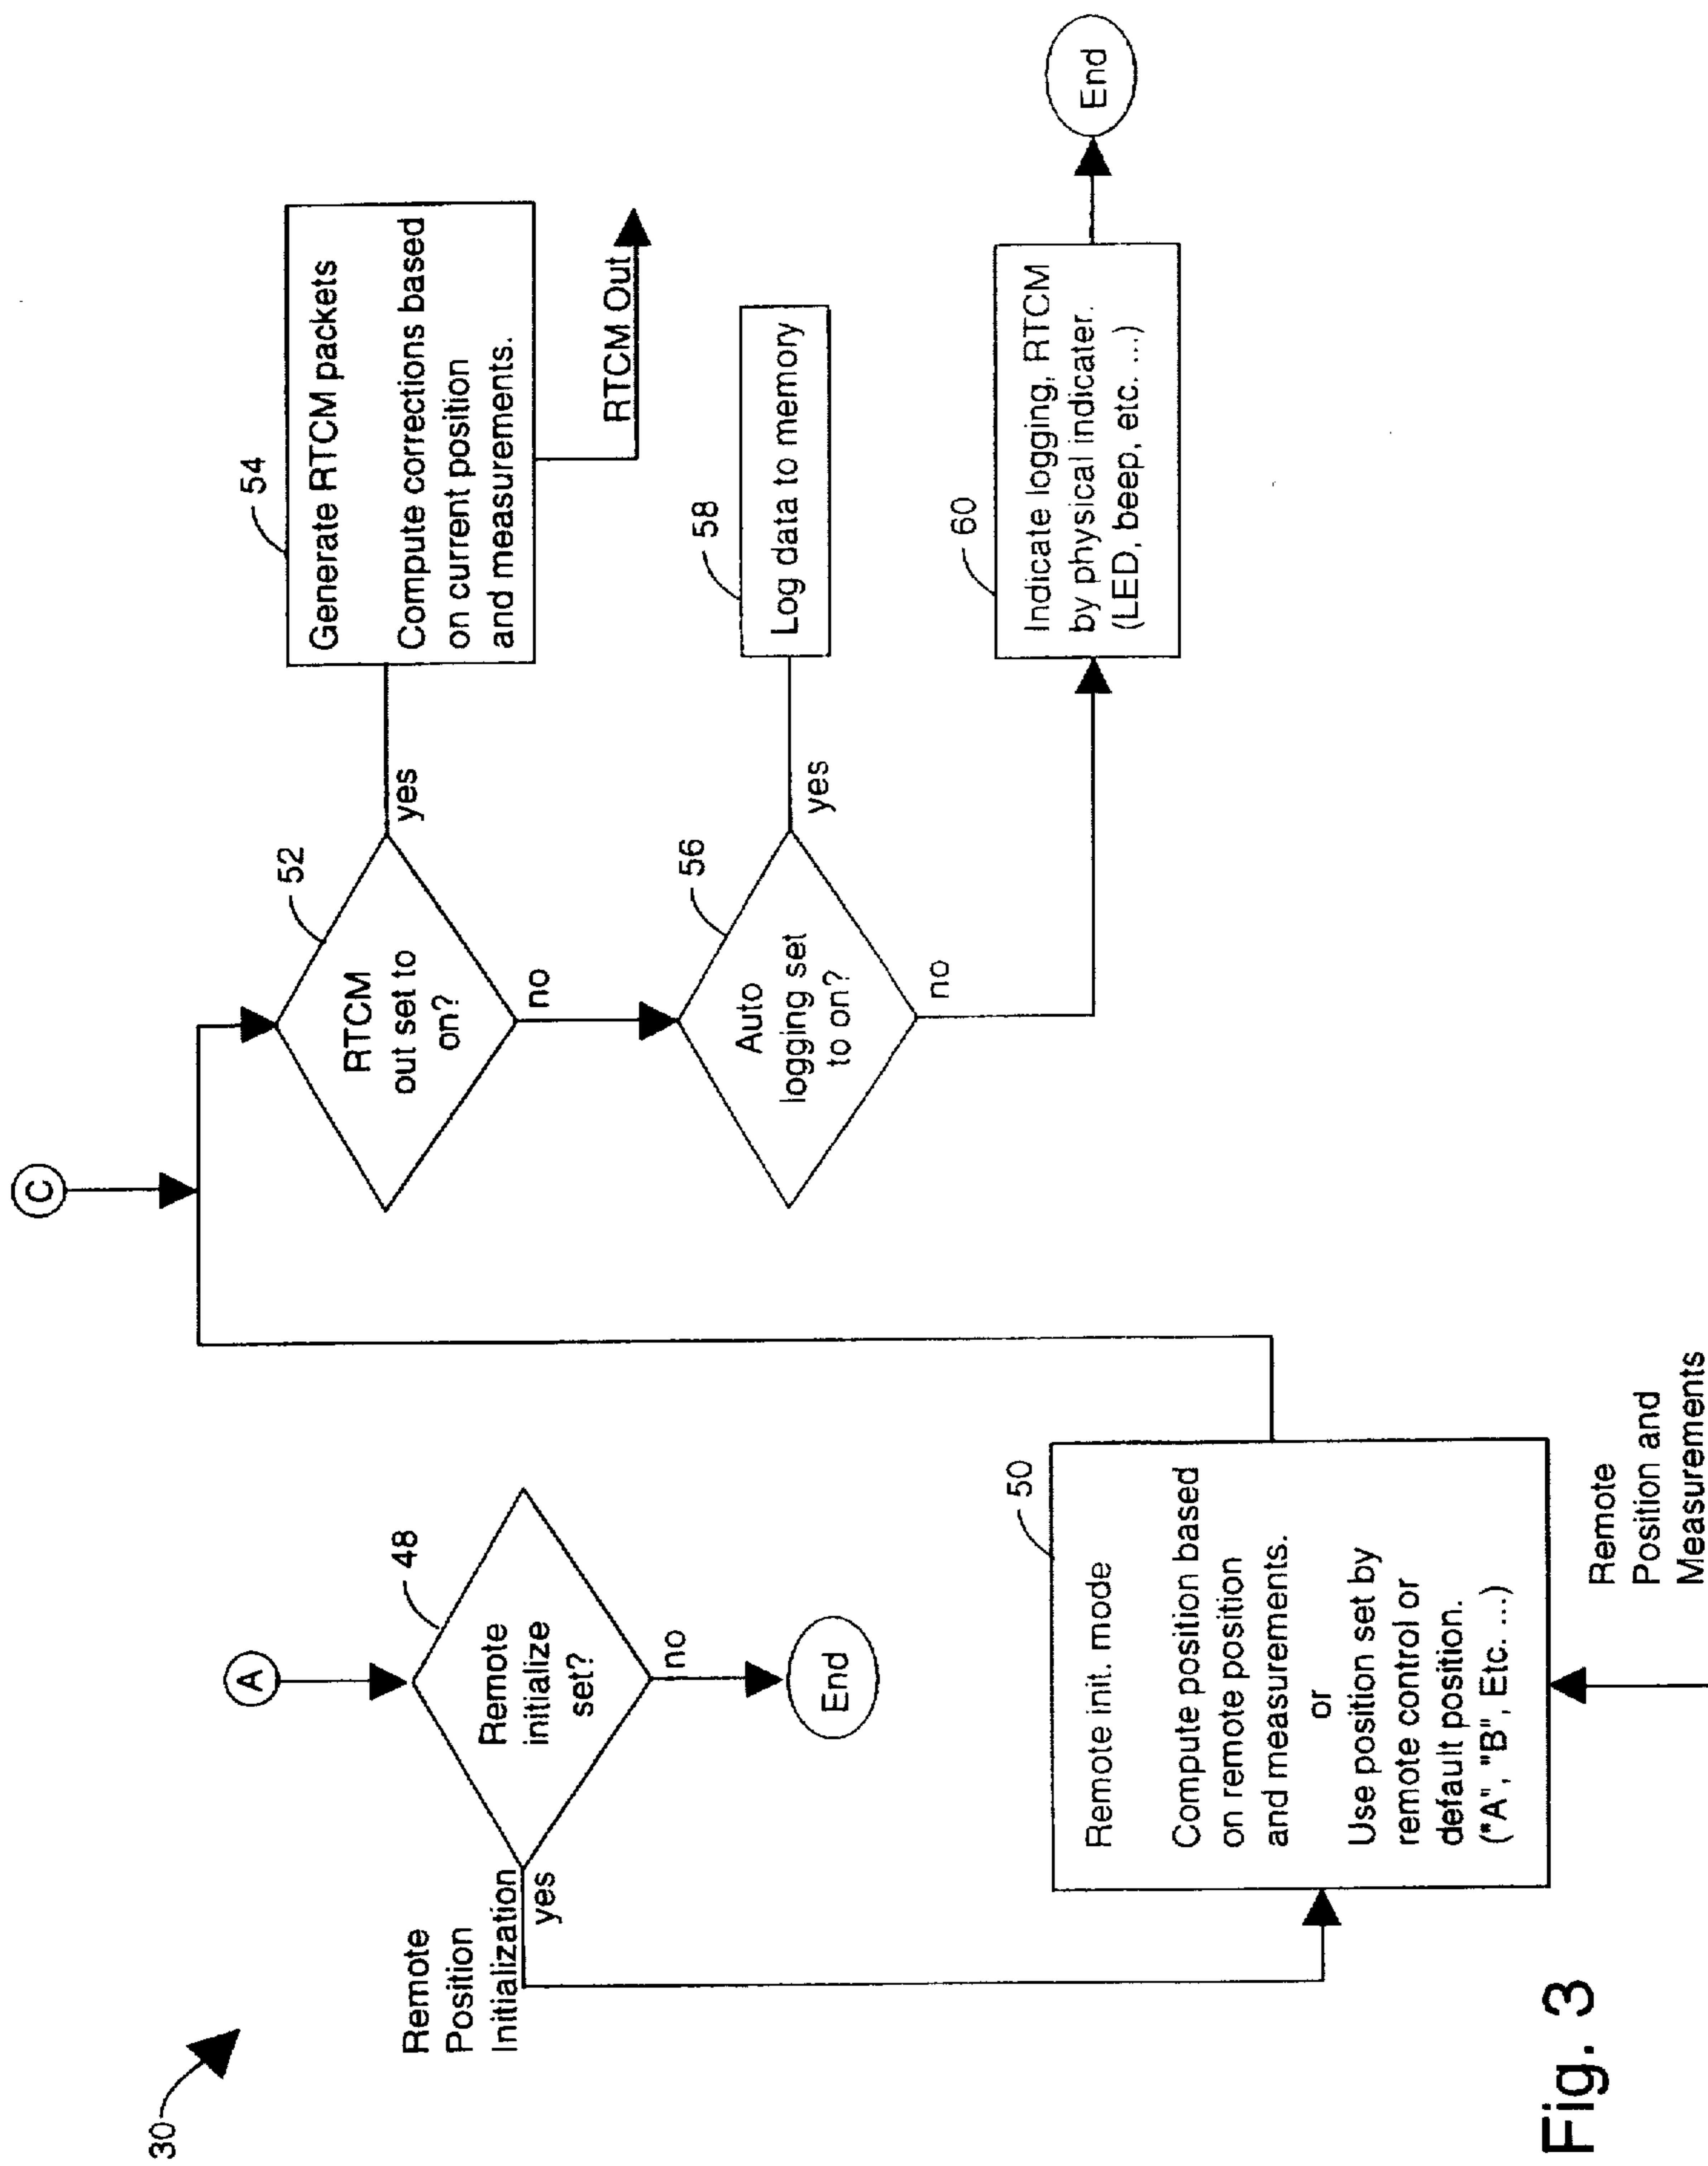 30
A
48
Remote
initialize
set?
Remote
Position
Initialization
yes
no
End
50
Remote init. mode
Compute position based
on remote position
and measurements.
or
Use position set by
remote control or
default position.
("A", "B", Etc. ...)
Remote
Position and
Measurements
C
52
RTCM
out set to
on?
yes
no
54
Generate RTCM packets
Compute corrections based
on current position
and measurements.
RTCM Out
56
Auto
logging set
to on?
yes
no
58
Log data to memory
60
Indicate logging, RTCM
by physical indicater.
(LED, beep, etc. ...)
End
Fig. 3